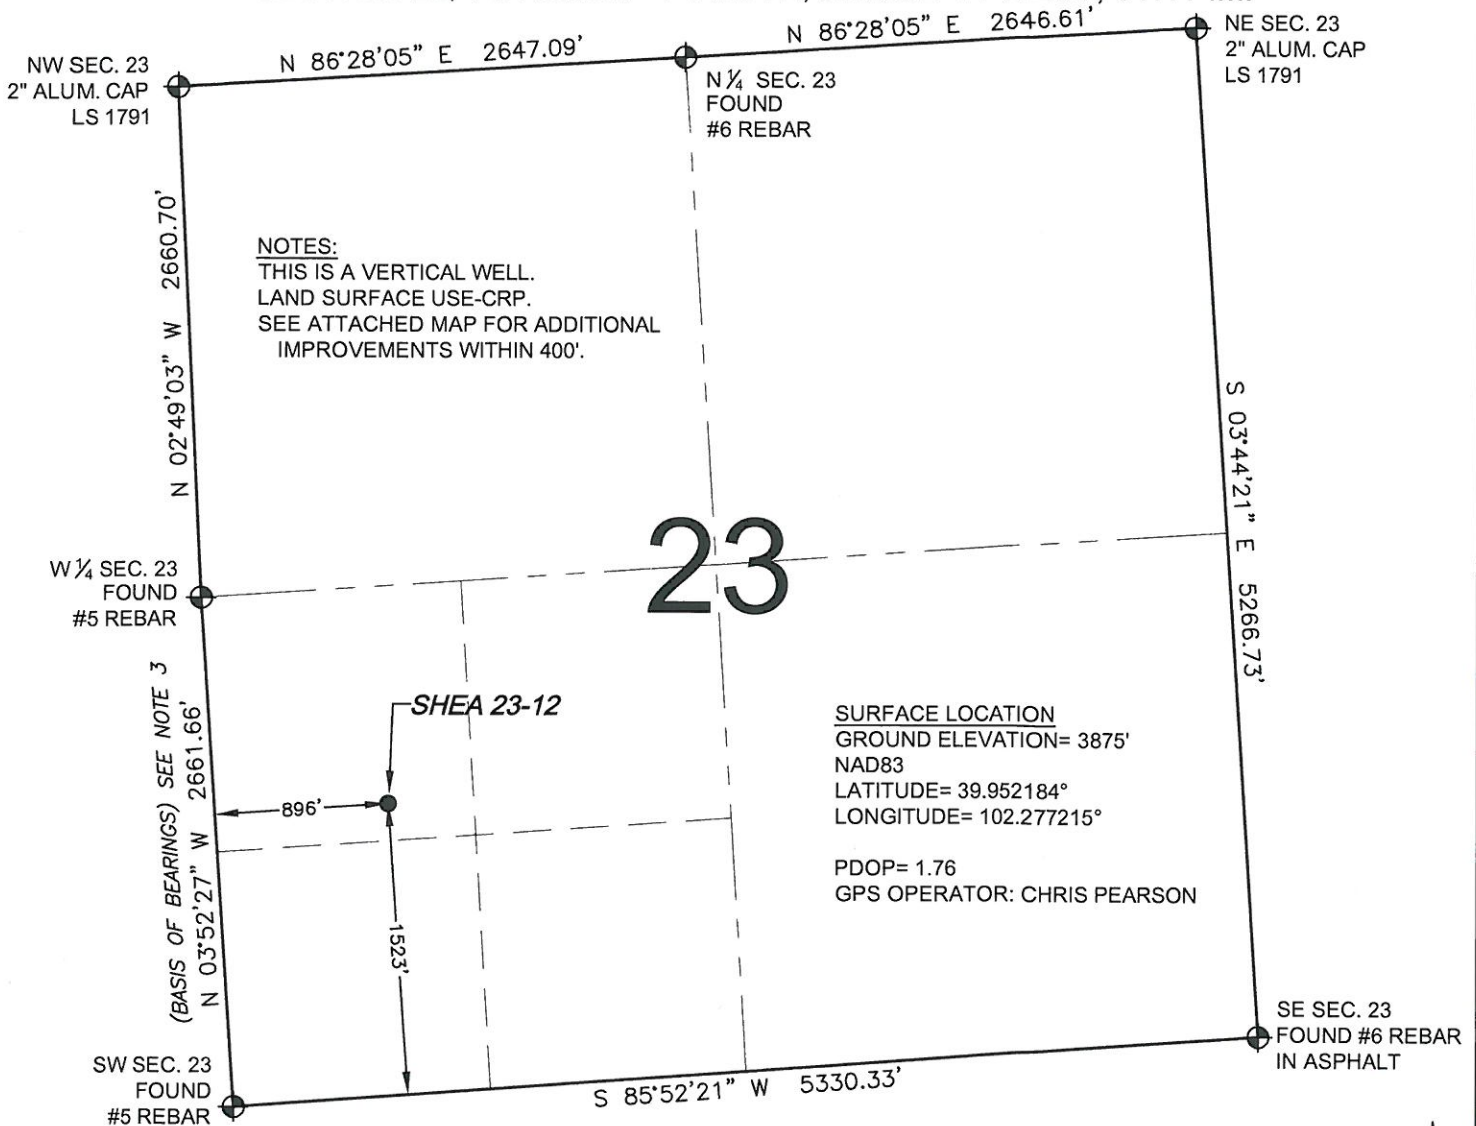 N 86°28'05" E 2647.09'
N 86°28'05" E 2646.61'
NW SEC. 23
2" ALUM. CAP
LS 1791
N ¼ SEC. 23
FOUND
#6 REBAR
NE SEC. 23
2" ALUM. CAP
LS 1791
N 02°49'03" W 2660.70'
NOTES:
THIS IS A VERTICAL WELL.
LAND SURFACE USE-CRP.
SEE ATTACHED MAP FOR ADDITIONAL
IMPROVEMENTS WITHIN 400'.
S 03°44'21" E 5266.73'
23
W ¼ SEC. 23
FOUND
#5 REBAR
(BASIS OF BEARINGS) SEE NOTE 3
N 03°52'27" W 2661.66'
SHEA 23-12
896'
1523'
SURFACE LOCATION
GROUND ELEVATION= 3875'
NAD83
LATITUDE= 39.952184°
LONGITUDE= 102.277215°
PDOP= 1.76
GPS OPERATOR: CHRIS PEARSON
SW SEC. 23
FOUND
#5 REBAR
S 85°52'21" W 5330.33'
SE SEC. 23
FOUND #6 REBAR
IN ASPHALT